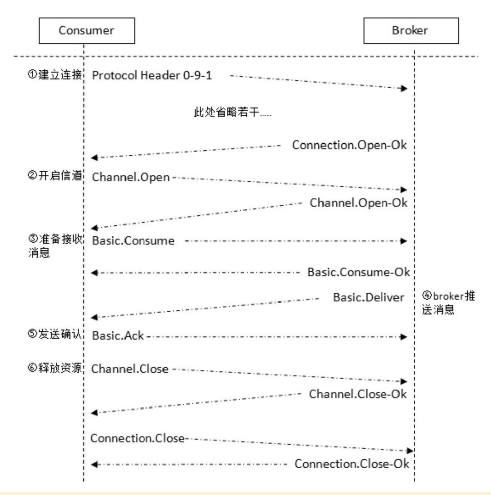 Consumer
Broker
①建立连接
Protocol Header 0-9-1
此处省略若干.....
Connection.Open-Ok
②开启信道
Channel.Open
Channel.Open-Ok
③准备接收
消息
Basic.Consume
Basic.Consume-Ok
Basic.Deliver
④broker推
送消息
⑤发送确认
Basic.Ack
⑥释放资源
Channel.Close
Channel.Close-Ok
Connection.Close
Connection.Close-Ok